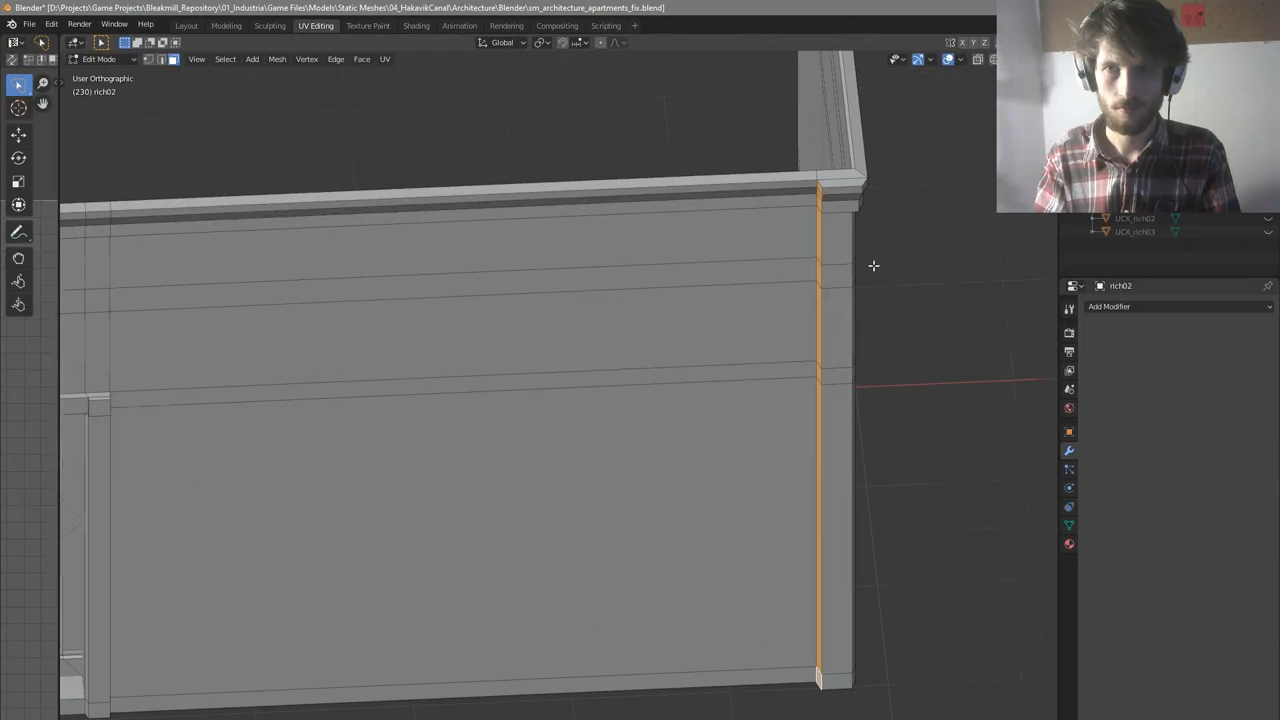 Blender* [D:\Projects\Game Projects\Bleakmill_Repository\01_Industria\Game Files\Models\Static Meshes\04_HakavikCanal\Architecture\Blender\sm_architecture_apartments_fix.blend]
File Edit Render Window Help Layout Modeling Sculpting UV Editing Texture Paint Shading Animation Rendering Compositing Scripting +
Global X Y Z
Edit Mode View Select Add Mesh Vertex Edge Face UV
User Orthographic
(230) rich02
UCX_rich02
UCX_rich03
rich02
Add Modifier